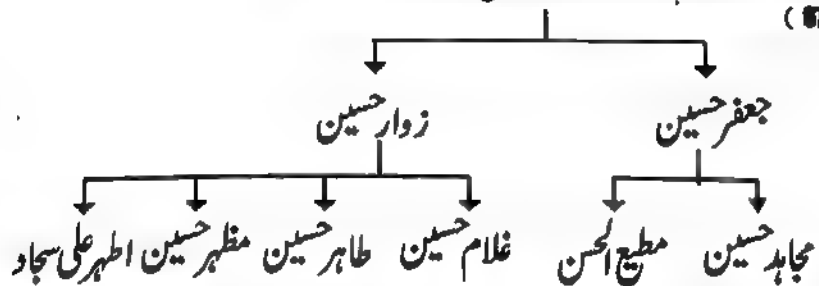 جعفر حسین زوار حسین
مجاہد حسین مطیع الحسن غلام حسین طاہر حسین مظہر حسین اطہر علی سجاد